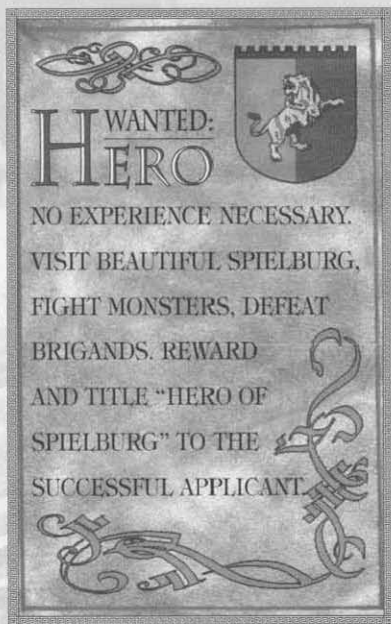 WANTED:
HERO
NO EXPERIENCE NECESSARY.
VISIT BEAUTIFUL SPIELBURG,
FIGHT MONSTERS, DEFEAT
BRIGANDS. REWARD
AND TITLE “HERO OF
SPIELBURG” TO THE
SUCCESSFUL APPLICANT.